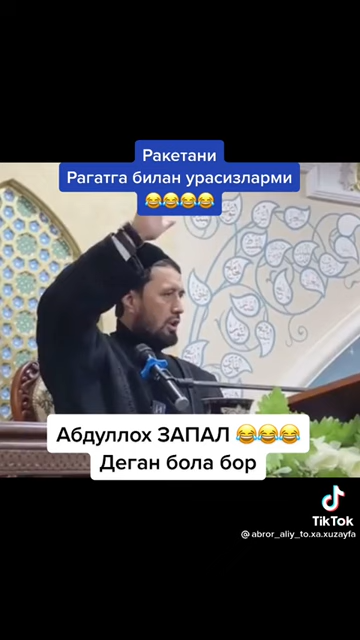 Ракетани
Рагатга билан урасизларми
😂😂😂😂
Абдуллох ЗАПАЛ 😂😂😂
Деган бола бор
TikTok
@ abror_aliy_to.xa.xuzayfa